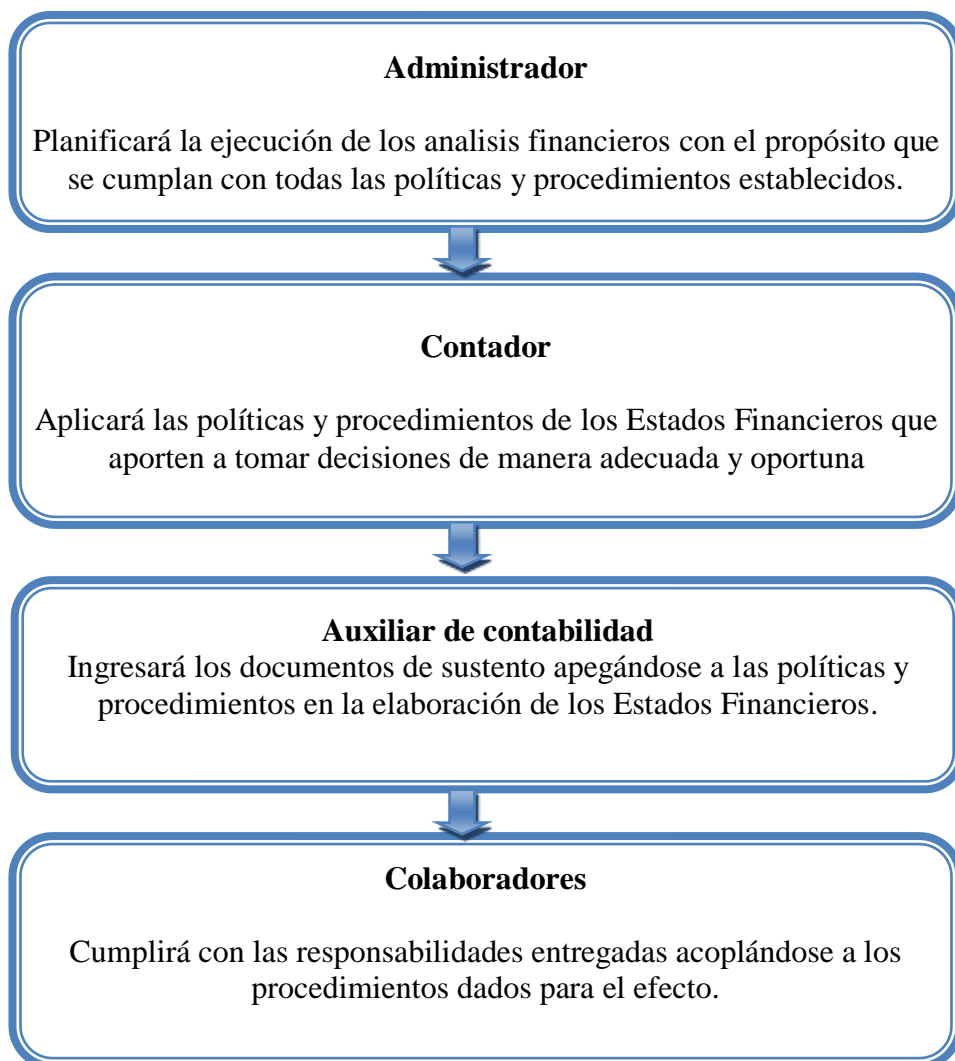 Administrador
Planificará la ejecución de los analisis financieros con el propósito que
se cumplan con todas las políticas y procedimientos establecidos.
Contador
Aplicará las políticas y procedimientos de los Estados Financieros que
aporten a tomar decisiones de manera adecuada y oportuna
Auxiliar de contabilidad
Ingresará los documentos de sustento apegándose a las políticas y
procedimientos en la elaboración de los Estados Financieros.
Colaboradores
Cumplirá con las responsabilidades entregadas acoplándose a los
procedimientos dados para el efecto.